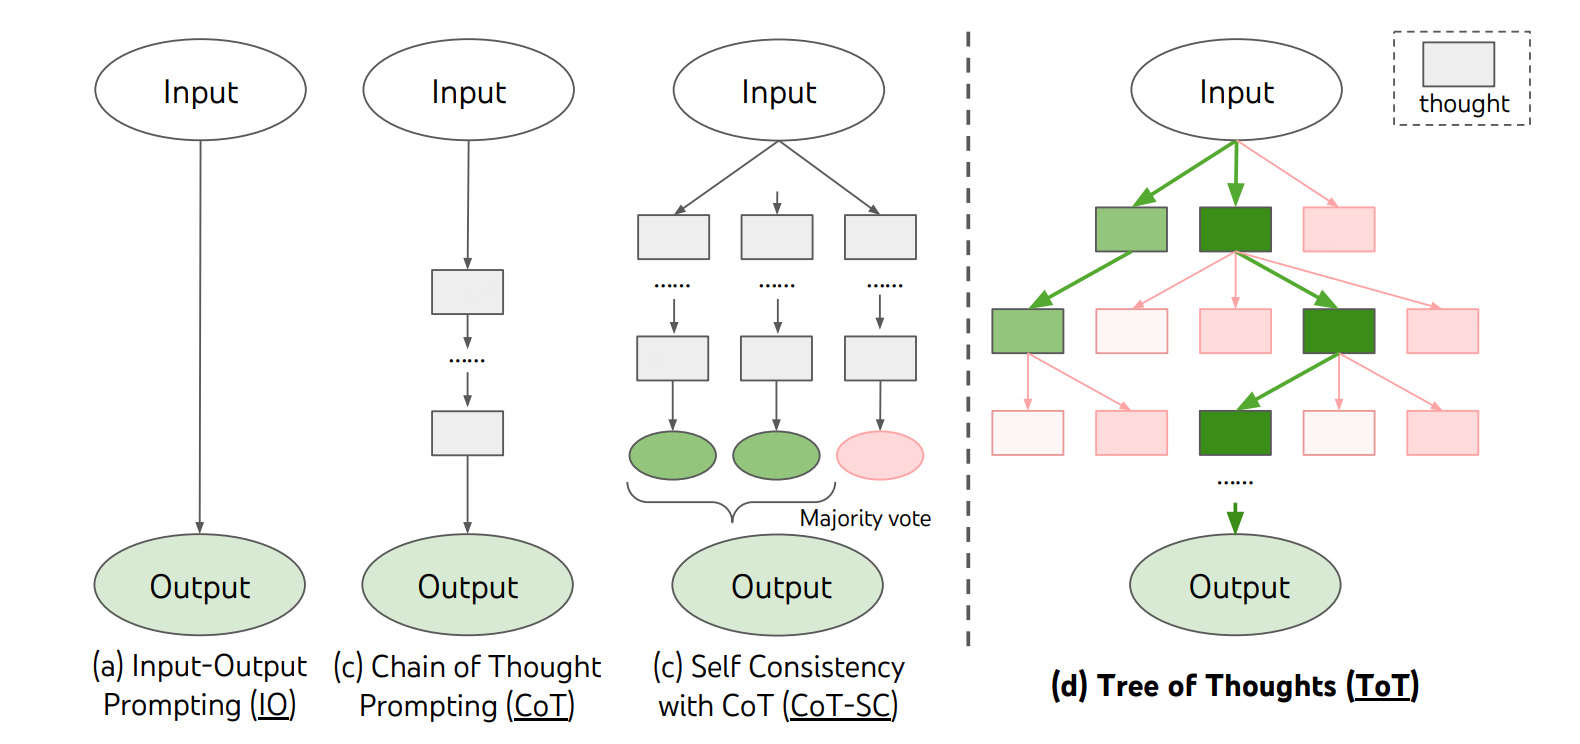 Input
......
Output
(a) Input-Output
Prompting (IO)
Input
......
Output
(c) Chain of Thought
Prompting (CoT)
Input
...... ...... ......
Majority vote
Output
(c) Self Consistency
with CoT (CoT-SC)
Input
thought
......
Output
(d) Tree of Thoughts (ToT)